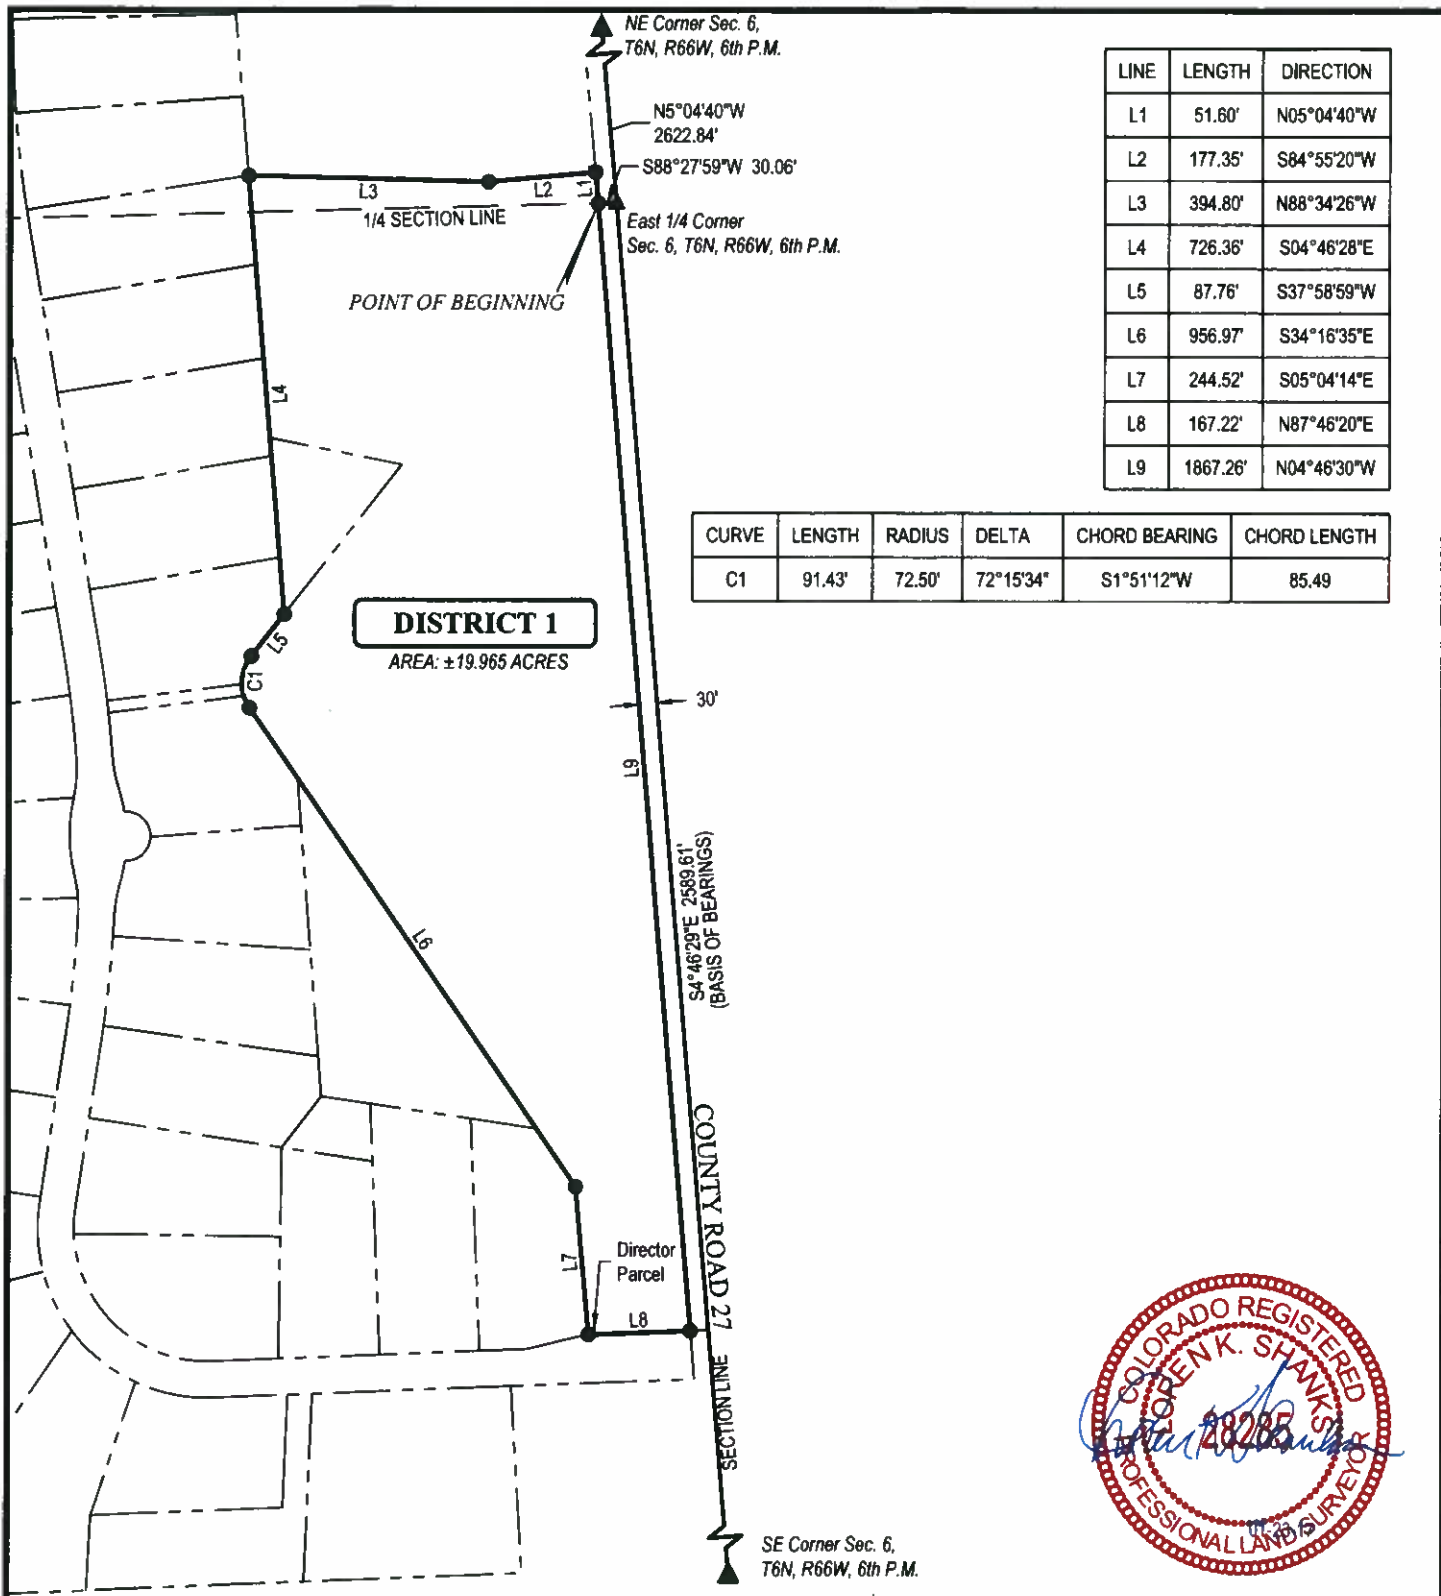 NE Corner Sec. 6,
T6N, R66W, 6th P.M.
N5°04'40"W
2622.84'
S88°27'59"W 30.06'
L3
L2
L1
1/4 SECTION LINE
East 1/4 Corner
Sec. 6, T6N, R66W, 6th P.M.
POINT OF BEGINNING
LINE LENGTH DIRECTION
L1 51.60' N05°04'40"W
L2 177.35' S84°55'20"W
L3 394.80' N88°34'26"W
L4 726.36' S04°46'28"E
L5 87.76' S37°58'59"W
L6 956.97' S34°16'35"E
L7 244.52' S05°04'14"E
L8 167.22' N87°46'20"E
L9 1867.26' N04°46'30"W
CURVE LENGTH RADIUS DELTA CHORD BEARING CHORD LENGTH
C1 91.43' 72.50' 72°15'34" S1°51'12"W 85.49
L4
DISTRICT 1
AREA: ±19.965 ACRES
L5
C1
30'
L9
S4°46'29"E 2589.61'
(BASIS OF BEARINGS)
L6
COUNTY ROAD 27
L7
Director
Parcel
L8
SECTION LINE
SE Corner Sec. 6,
T6N, R66W, 6th P.M.
COLORADO REGISTERED
LOREN K. SHANKS
28285
PROFESSIONAL LAND SURVEYOR